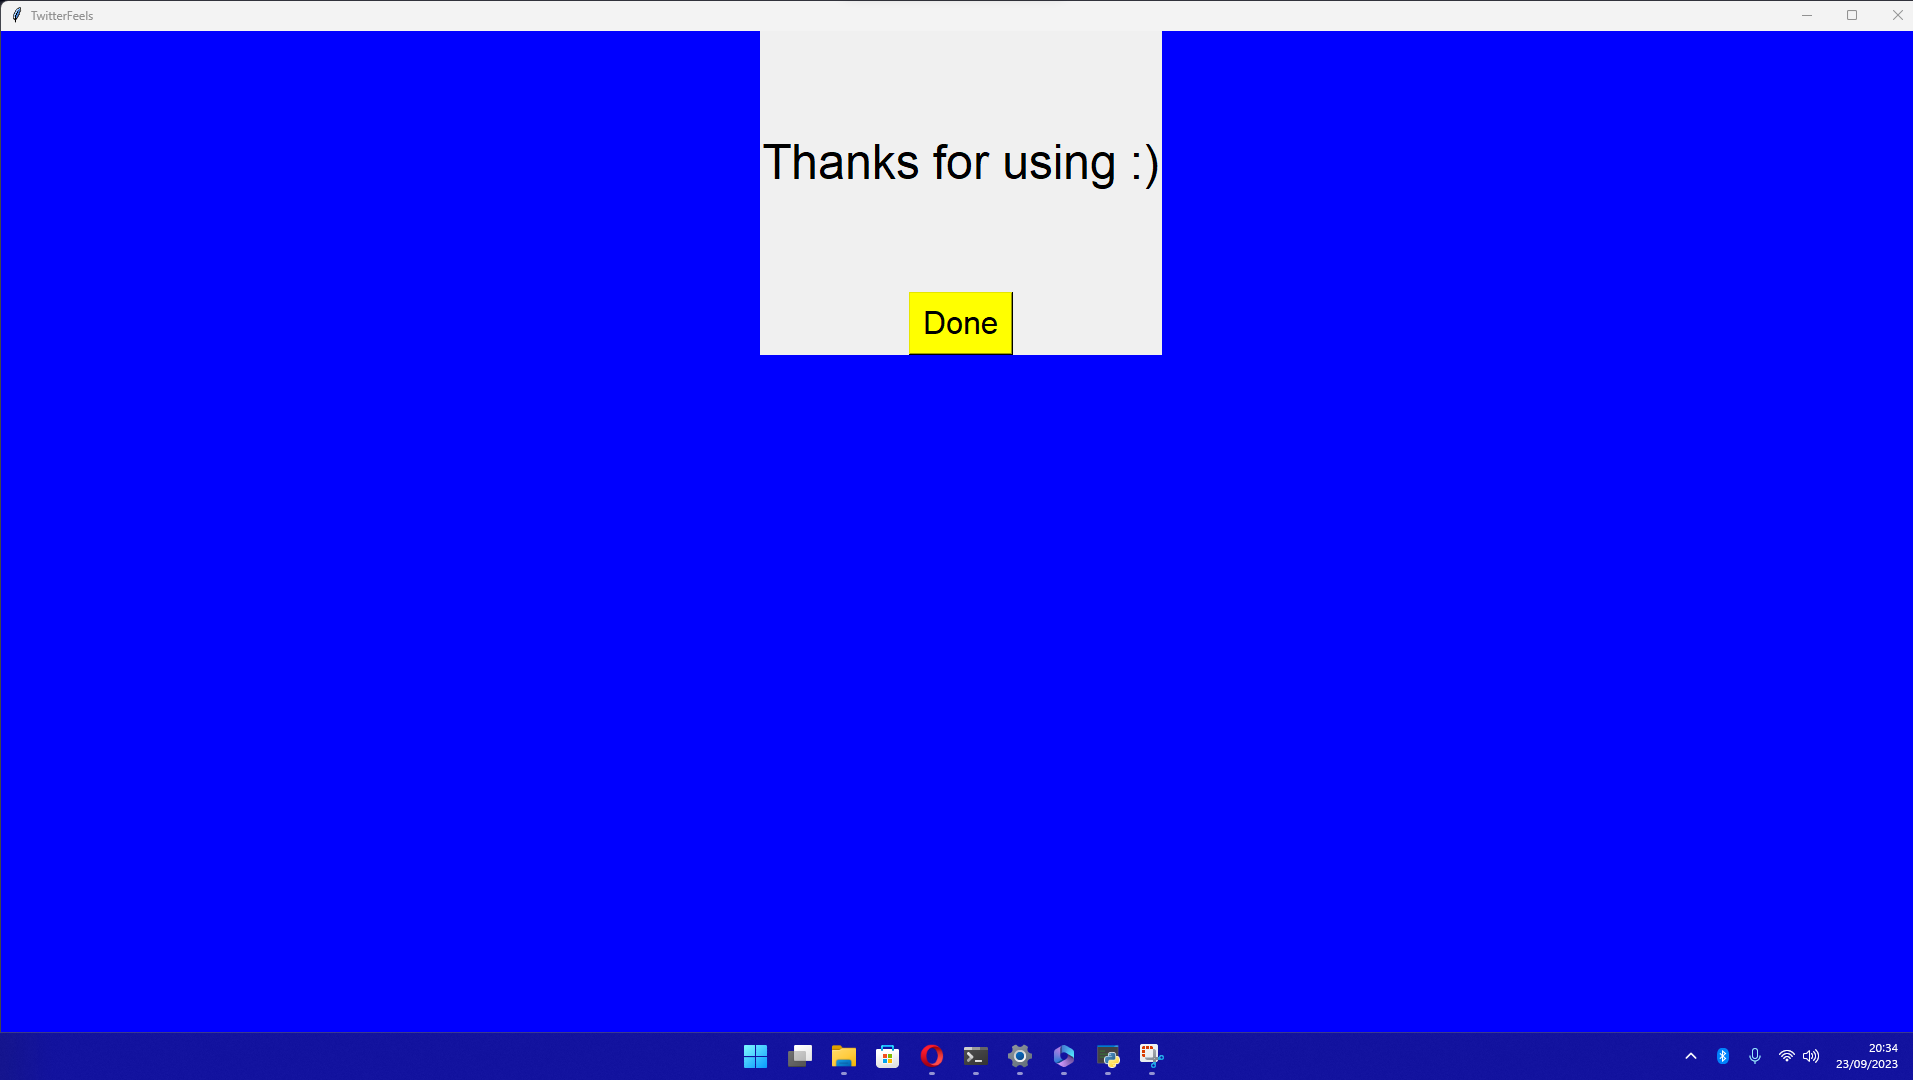 TwitterFeels
Thanks for using :)
Done
20:34
23/09/2023